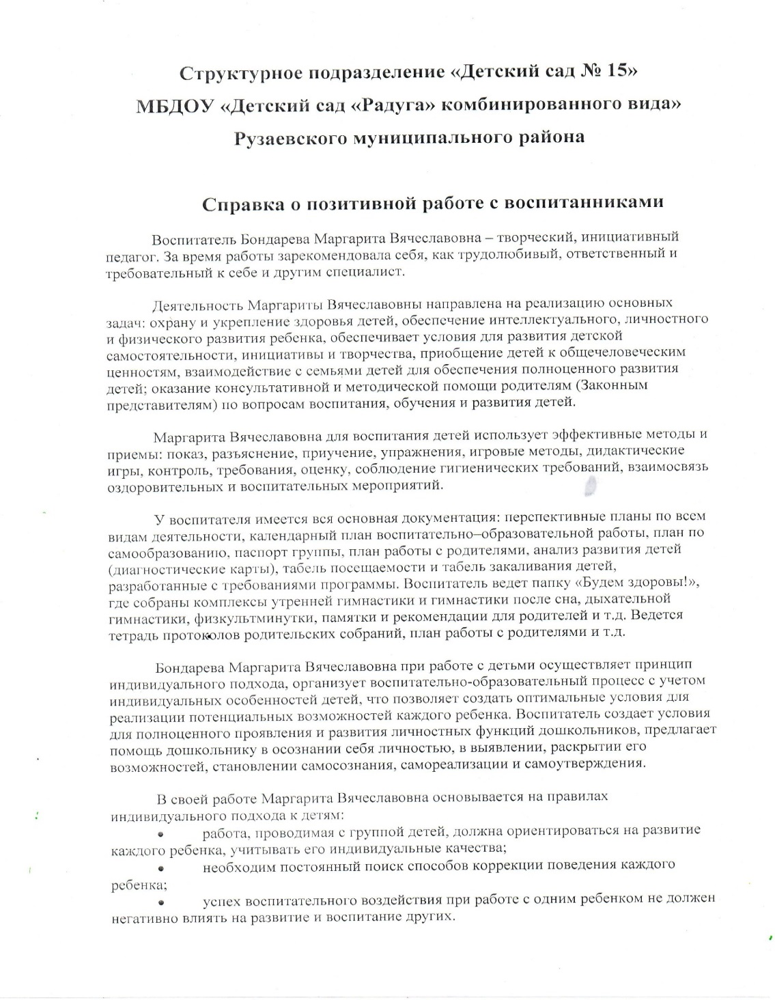 Структурное подразделение «Детский сад № 15»
МБДОУ «Детский сад «Радуга» комбинированного вида»
Рузаевского муниципального района
Справка о позитивной работе с воспитанниками
Воспитатель Бондарева Маргарита Вячеславовна – творческий, инициативный
педагог. За время работы зарекомендовала себя, как трудолюбивый, ответственный и
требовательный к себе и другим специалист.
Деятельность Маргариты Вячеславовны направлена на реализацию основных
задач: охрану и укрепление здоровья детей, обеспечение интеллектуального, личностного
и физического развития ребенка, обеспечивает условия для развития детской
самостоятельности, инициативы и творчества, приобщение детей к общечеловеческим
ценностям, взаимодействие с семьями детей для обеспечения полноценного развития
детей; оказание консультативной и методической помощи родителям (Законным
представителям) по вопросам воспитания, обучения и развития детей.
Маргарита Вячеславовна для воспитания детей использует эффективные методы и
приемы: показ, разъяснение, приучение, упражнения, игровые методы, дидактические
игры, контроль, требования, оценку, соблюдение гигиенических требований, взаимосвязь
оздоровительных и воспитательных мероприятий.
У воспитателя имеется вся основная документация: перспективные планы по всем
видам деятельности, календарный план воспитательно–образовательной работы, план по
самообразованию, паспорт группы, план работы с родителями, анализ развития детей
(диагностические карты), табель посещаемости и табель закаливания детей,
разработанные с требованиями программы. Воспитатель ведет папку «Будем здоровы!»,
где собраны комплексы утренней гимнастики и гимнастики после сна, дыхательной
гимнастики, физкультминутки, памятки и рекомендации для родителей и т.д. Ведется
тетрадь протоколов родительских собраний, план работы с родителями и т.д.
Бондарева Маргарита Вячеславовна при работе с детьми осуществляет принцип
индивидуального подхода, организует воспитательно-образовательный процесс с учетом
индивидуальных особенностей детей, что позволяет создать оптимальные условия для
реализации потенциальных возможностей каждого ребенка. Воспитатель создает условия
для полноценного проявления и развития личностных функций дошкольников, предлагает
помощь дошкольнику в осознании себя личностью, в выявлении, раскрытии его
возможностей, становлении самосознания, самореализации и самоутверждения.
В своей работе Маргарита Вячеславовна основывается на правилах
индивидуального подхода к детям:
• работа, проводимая с группой детей, должна ориентироваться на развитие
каждого ребенка, учитывать его индивидуальные качества;
• необходим постоянный поиск способов коррекции поведения каждого
ребенка;
• успех воспитательного воздействия при работе с одним ребенком не должен
негативно влиять на развитие и воспитание других.